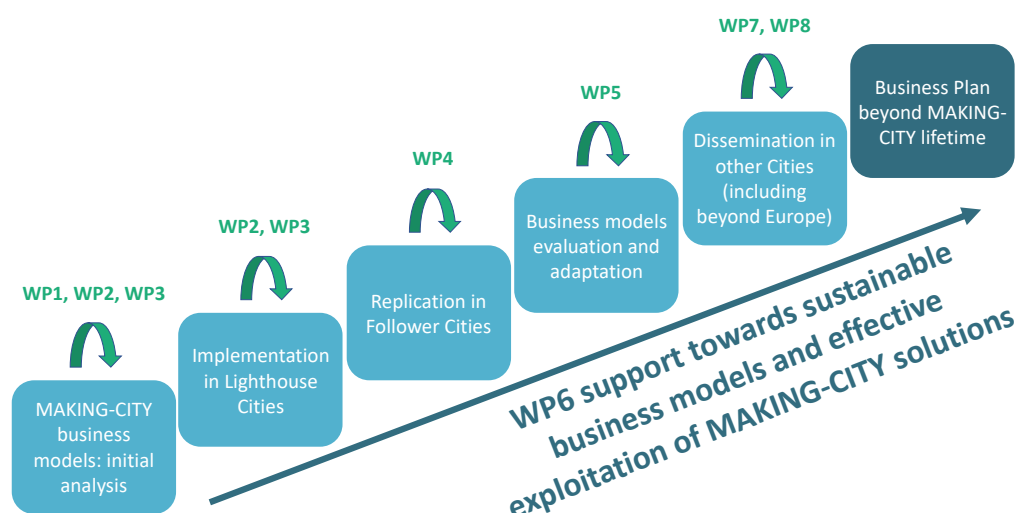 WP1, WP2, WP3
MAKING-CITY
business
models: initial
analysis
WP2, WP3
Implementation
in Lighthouse
Cities
WP4
Replication in
Follower Cities
WP5
Business models
evaluation and
adaptation
WP7, WP8
Dissemination in
other Cities
(including
beyond Europe)
Business Plan
beyond MAKING-
CITY lifetime
WP6 support towards sustainable
business models and effective
exploitation of MAKING-CITY solutions